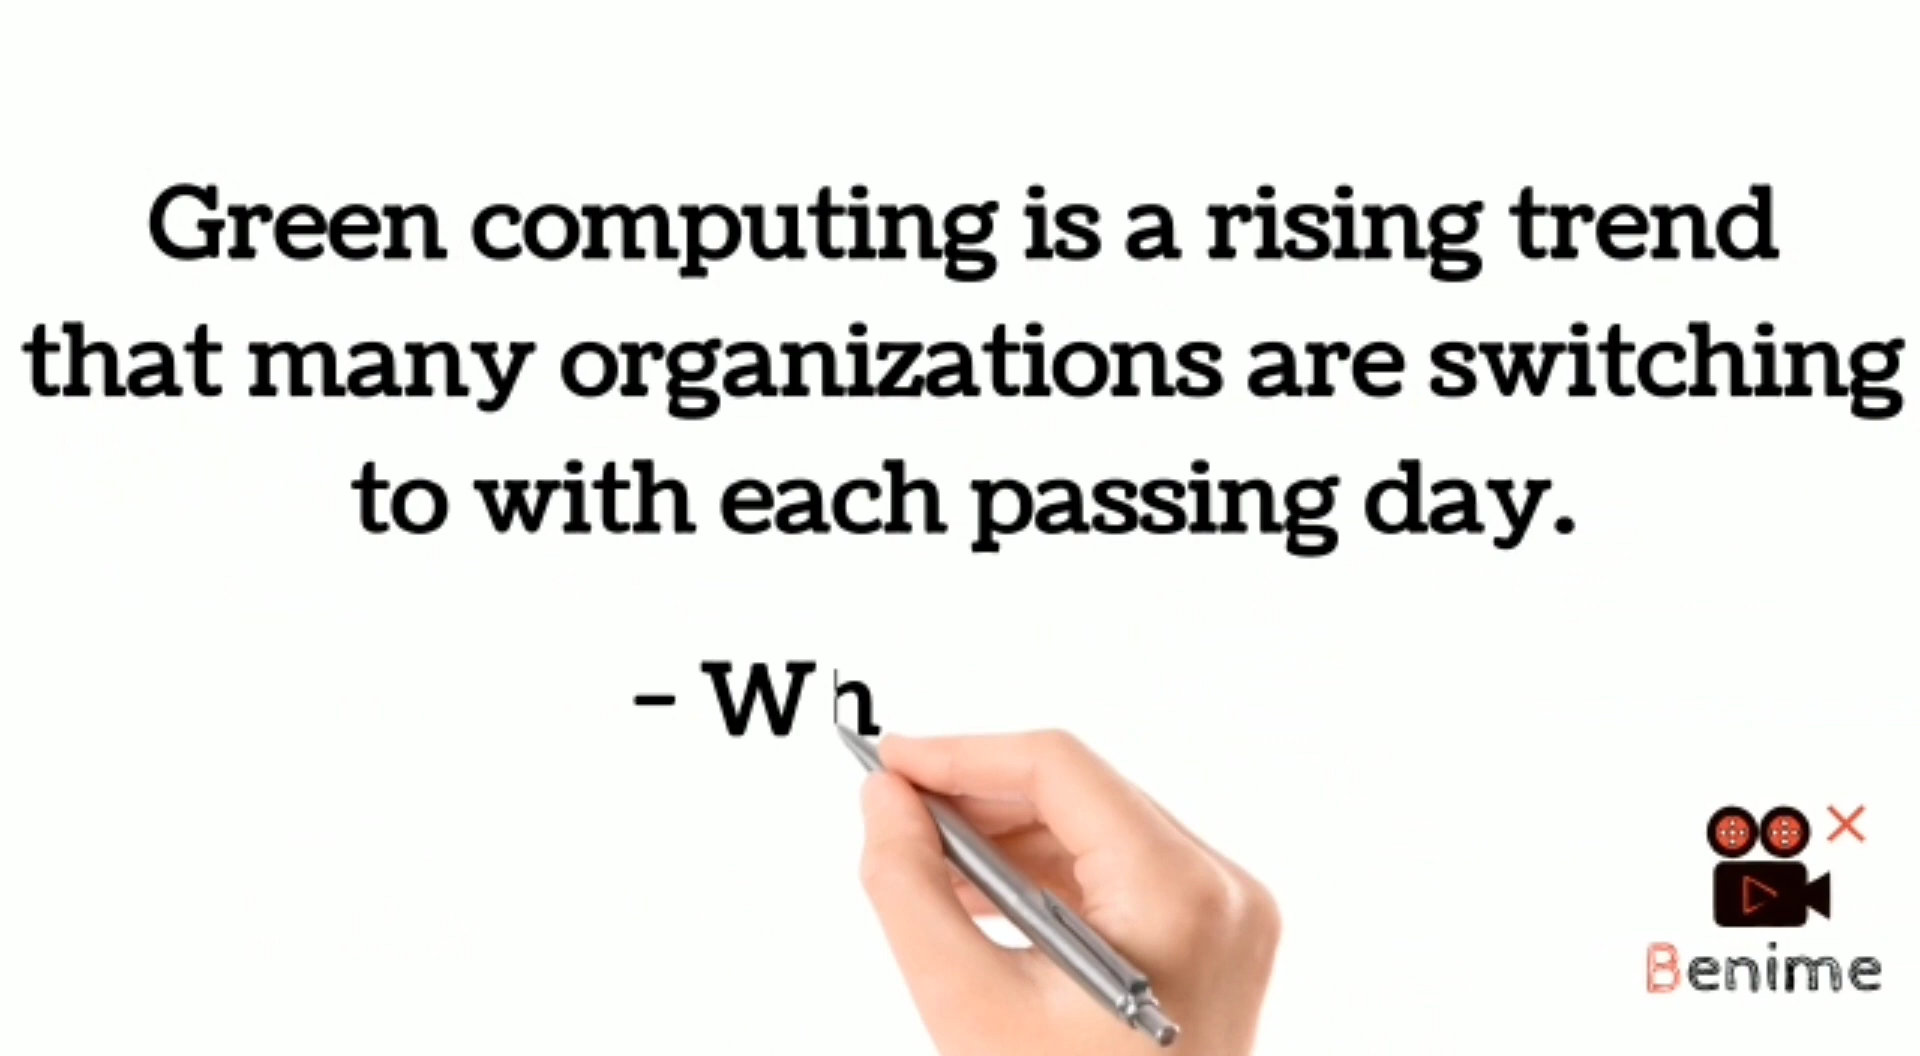 Green computing is a rising trend
that many organizations are switching
to with each passing day.
- Wh
Benime